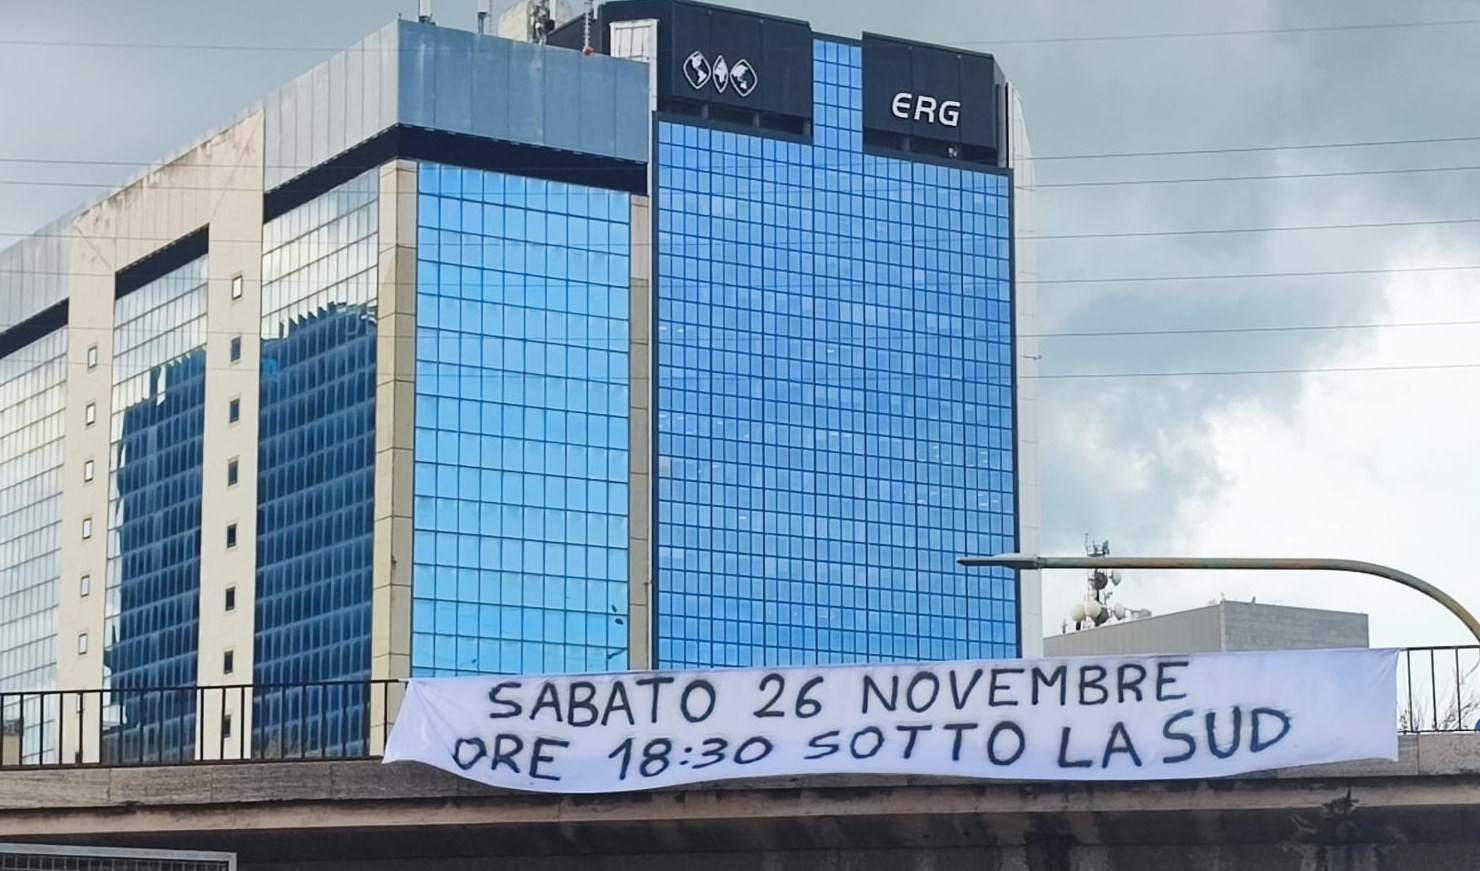 ERG
SABATO 26 NOVEMBRE
ORE 18:30 SOTTO LA SUD